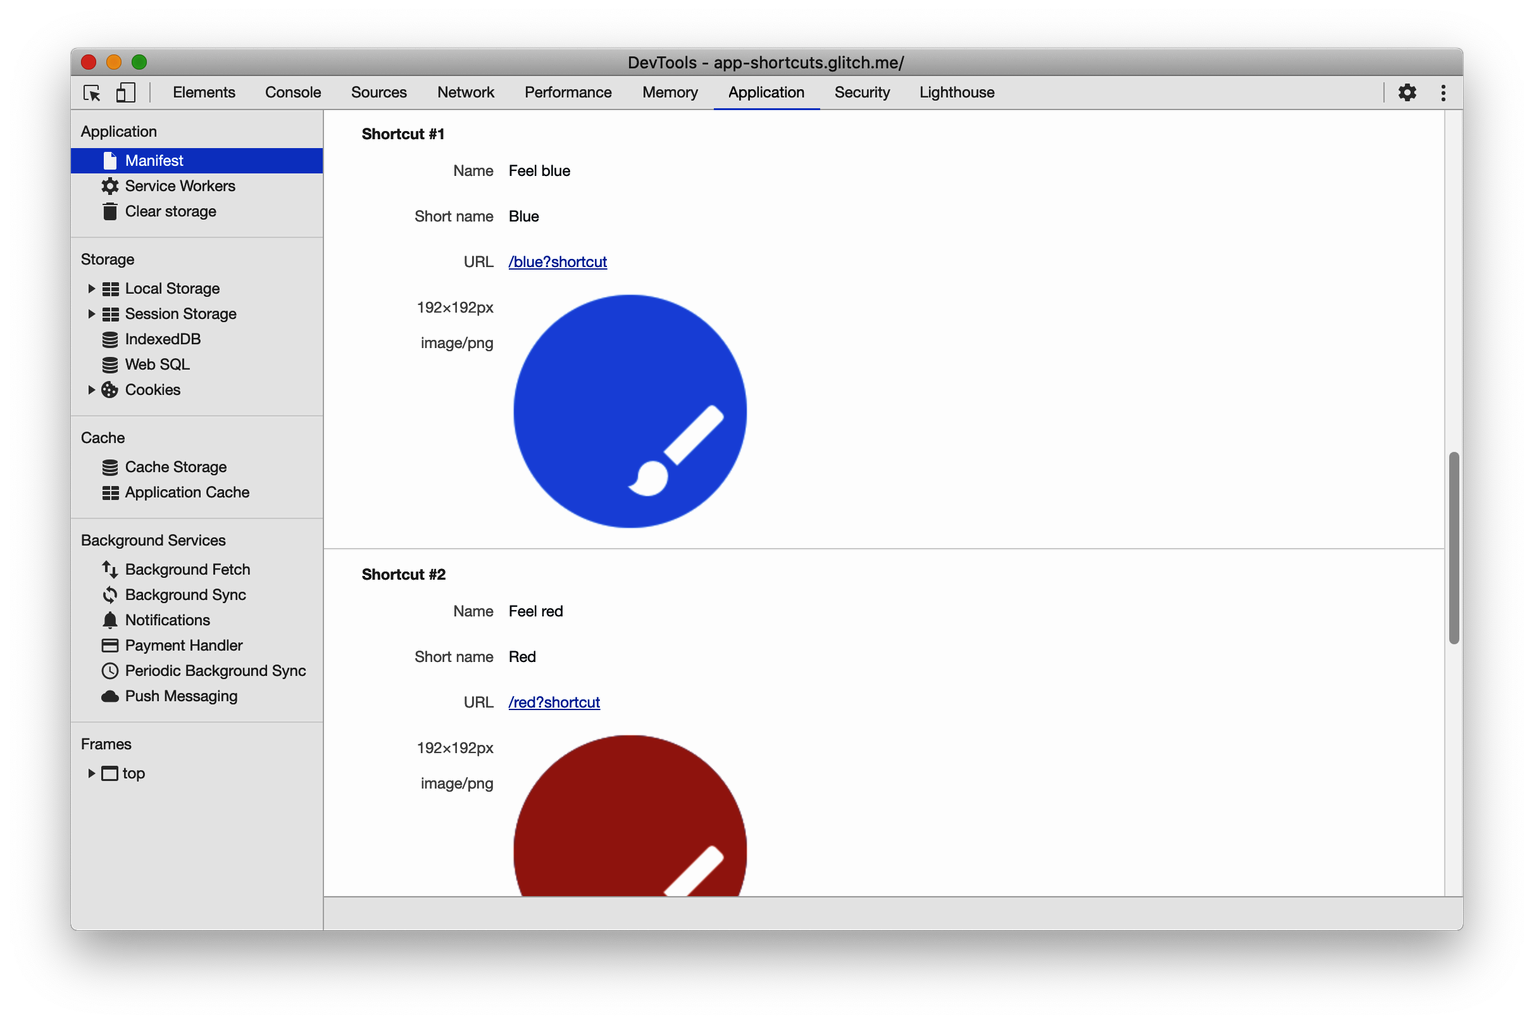 DevTools - app-shortcuts.glitch.me/
Elements Console Sources Network Performance Memory Application Security Lighthouse
Application
Manifest
Service Workers
Clear storage
Storage
Local Storage
Session Storage
IndexedDB
Web SQL
Cookies
Cache
Cache Storage
Application Cache
Background Services
Background Fetch
Background Sync
Notifications
Payment Handler
Periodic Background Sync
Push Messaging
Frames
top
Shortcut #1
Name Feel blue
Short name Blue
URL /blue?shortcut
192×192px
image/png
Shortcut #2
Name Feel red
Short name Red
URL /red?shortcut
192×192px
image/png